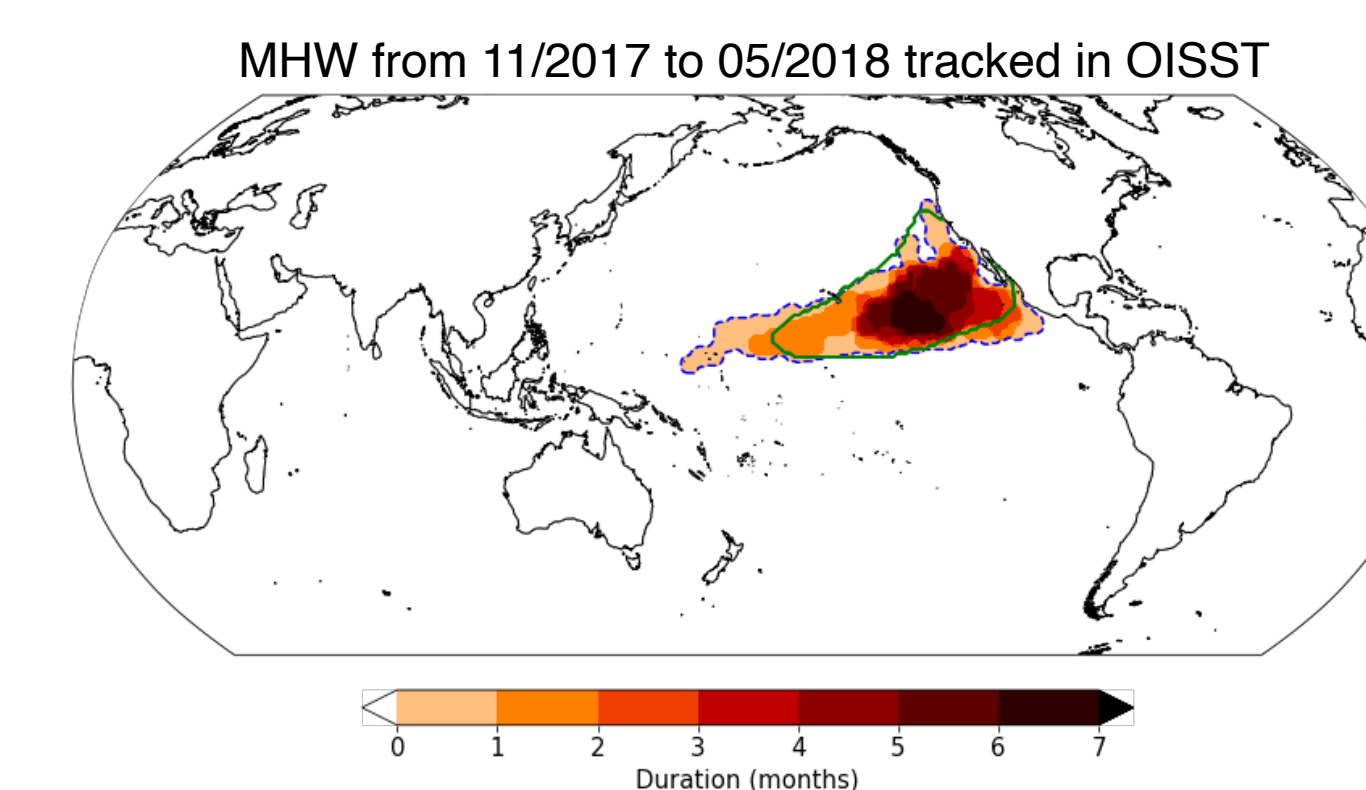 MHW from 11/2017 to 05/2018 tracked in OISST
0 1 2 3 4 5 6 7
Duration (months)